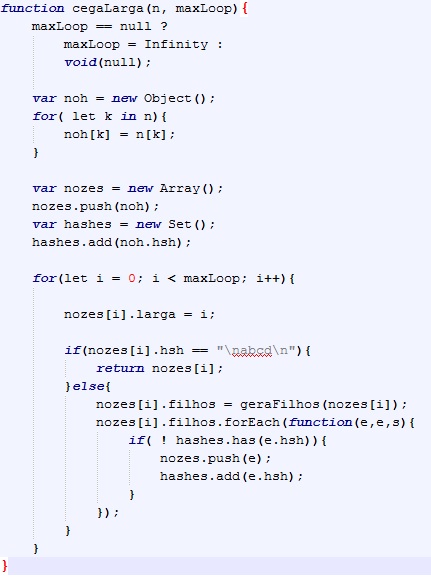 function cegaLarga(n, maxLoop){
maxLoop == null ?
maxLoop = Infinity :
void(null);
var noh = new Object();
for( let k in n){
noh[k] = n[k];
}
var nozes = new Array();
nozes.push(noh);
var hashes = new Set();
hashes.add(noh.hsh);
for(let i = 0; i < maxLoop; i++){
nozes[i].larga = i;
if(nozes[i].hsh == "\nabcd\n"){
return nozes[i];
}else{
nozes[i].filhos = geraFilhos(nozes[i]);
nozes[i].filhos.forEach(function(e,e,s){
if( ! hashes.has(e.hsh)){
nozes.push(e);
hashes.add(e.hsh);
}
});
}
}
}